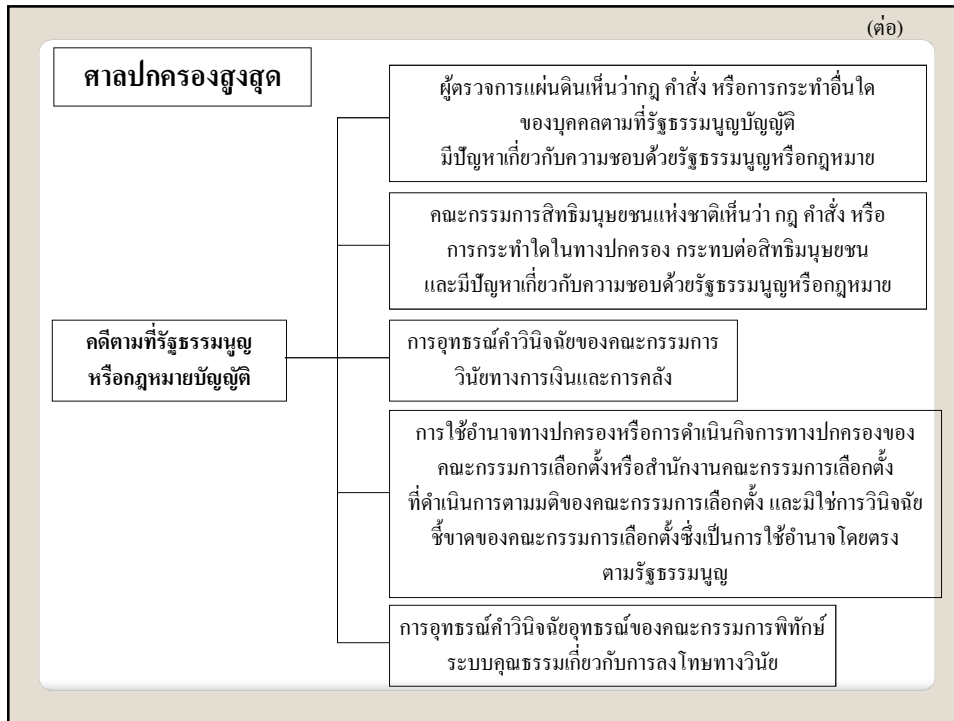 (ต่อ)
ศาลปกครองสูงสุด
ผู้ตรวจการแผ่นดินเห็นว่ากฎ คำสั่ง หรือการกระทำอื่นใด
ของบุคคลตามที่รัฐธรรมนูญบัญญัติ
มีปัญหาเกี่ยวกับความชอบด้วยรัฐธรรมนูญหรือกฎหมาย
คณะกรรมการสิทธิมนุษยชนแห่งชาติเห็นว่า กฎ คำสั่ง หรือ
การกระทำใดในทางปกครอง กระทบต่อสิทธิมนุษยชน
และมีปัญหาเกี่ยวกับความชอบด้วยรัฐธรรมนูญหรือกฎหมาย
คดีตามที่รัฐธรรมนูญ
หรือกฎหมายบัญญัติ
การอุทธรณ์คำวินิจฉัยของคณะกรรมการ
วินัยทางการเงินและการคลัง
การใช้อำนาจทางปกครองหรือการดำเนินกิจการทางปกครองของ
คณะกรรมการเลือกตั้งหรือสำนักงานคณะกรรมการเลือกตั้ง
ที่ดำเนินการตามมติของคณะกรรมการเลือกตั้ง และมิใช่การวินิจฉัย
ชี้ขาดของคณะกรรมการเลือกตั้งซึ่งเป็นการใช้อำนาจโดยตรง
ตามรัฐธรรมนูญ
การอุทธรณ์คำวินิจฉัยอุทธรณ์ของคณะกรรมการพิทักษ์
ระบบคุณธรรมเกี่ยวกับการลงโทษทางวินัย